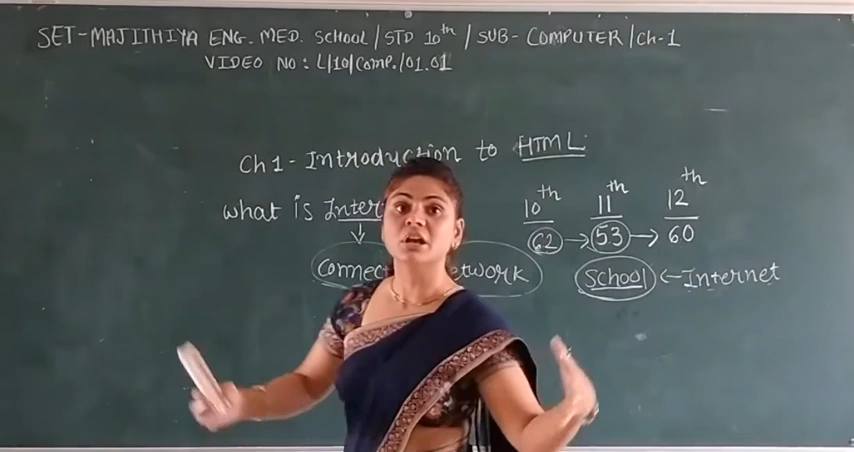 SET-MAJITHIYA ENG. MED. SCHOOL/STD 10th/SUB-COMPUTER/Ch-1
VIDEO NO: L/10/Comp./01.01
Ch 1 - Introduction to HTML
What is Inter
10th 11th 12th
62 → 53 → 60
Connect etwork
School ← Internet